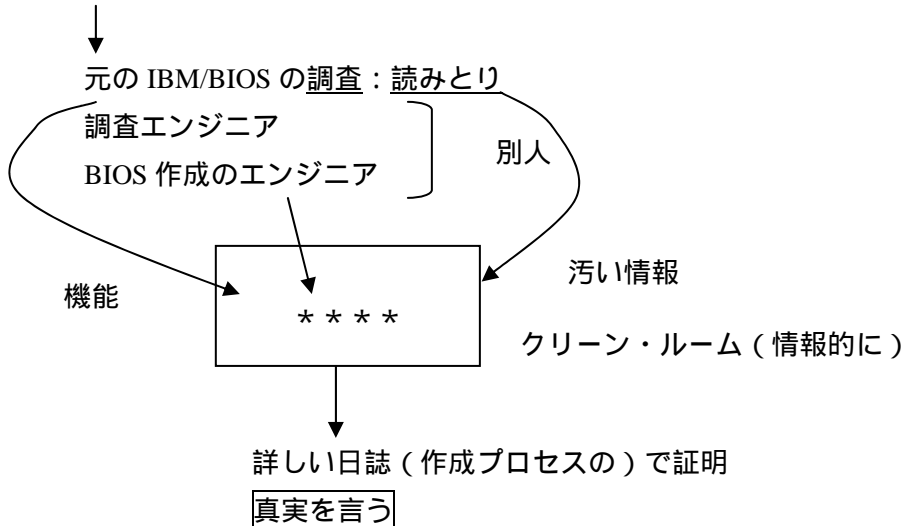 元の IBM/BIOS の調査：読みとり
調査エンジニア
別人
BIOS 作成のエンジニア
汚い情報
機能
＊＊＊＊
クリーン・ルーム（情報的に）
詳しい日誌（作成プロセスの）で証明
真実を言う